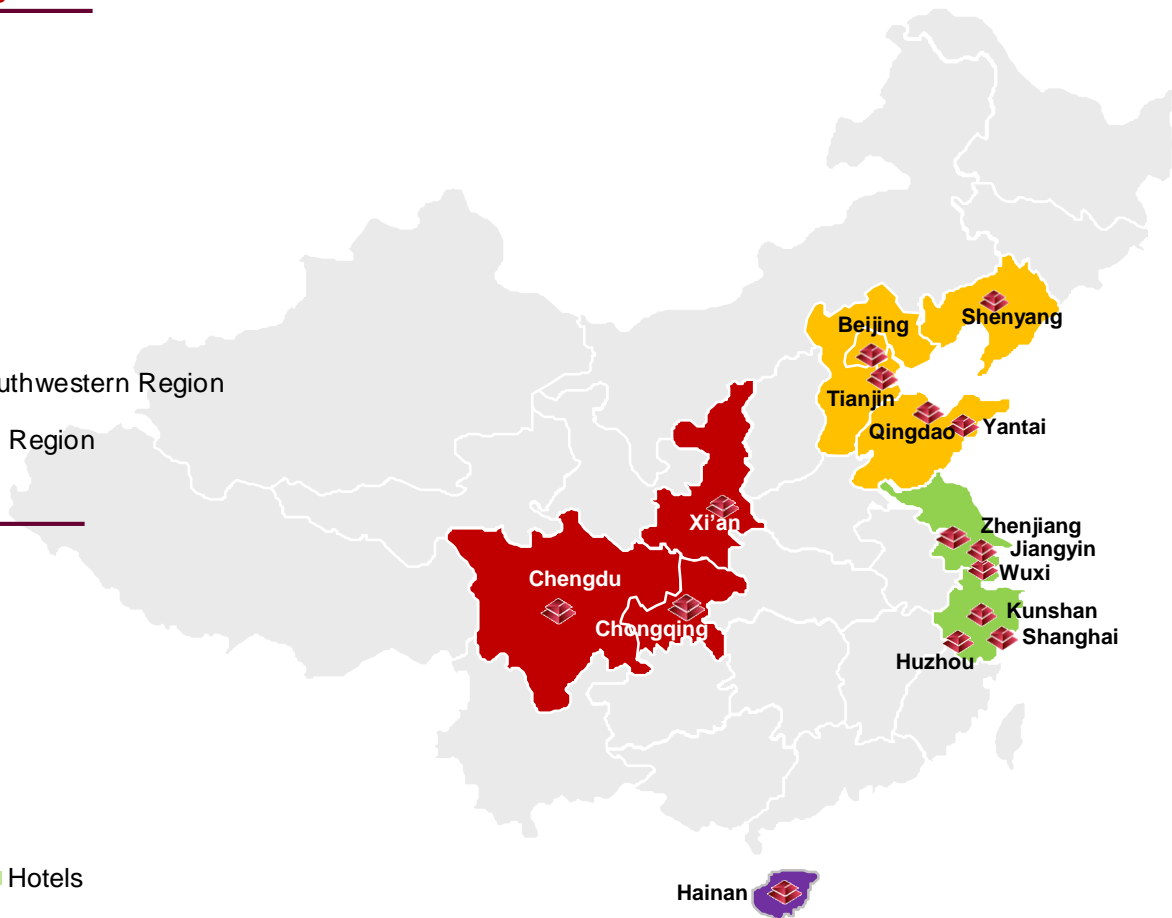 Beijing
Shenyang
Tianjin
Qingdao
Yantai
uthwestern Region
Region
Xi'an
Zhenjiang
Jiangyin
Wuxi
Chengdu
Kunshan
Chongqing
Shanghai
Huzhou
Hotels
Hainan